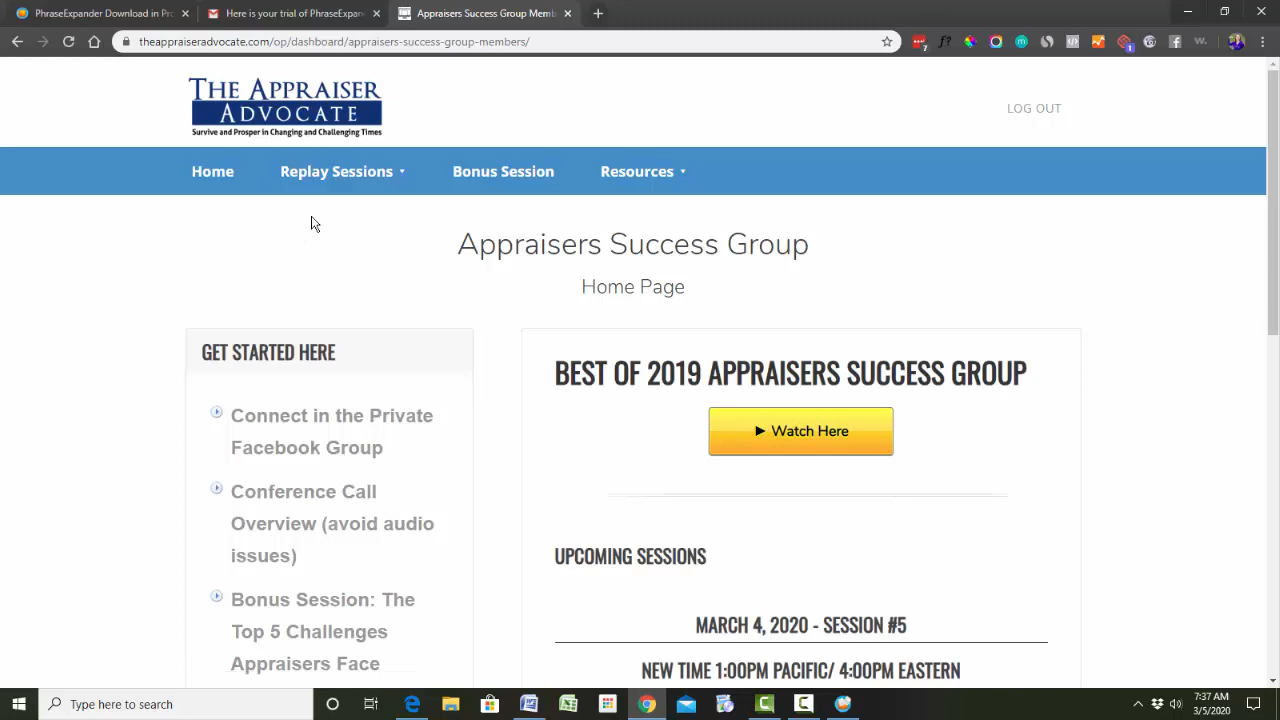 PhraseExpander Download in Pr
Here is your trial of PhraseExpan
Appraisers Success Group Memb
theappraiseradvocate.com/op/dashboard/appraisers-success-group-members/
THE APPRAISER
ADVOCATE
Survive and Prosper in Changing and Challenging Times
LOG OUT
Home Replay Sessions Bonus Session Resources
Appraisers Success Group
Home Page
GET STARTED HERE
Connect in the Private
Facebook Group
Conference Call
Overview (avoid audio
issues)
Bonus Session: The
Top 5 Challenges
Appraisers Face
BEST OF 2019 APPRAISERS SUCCESS GROUP
Watch Here
UPCOMING SESSIONS
MARCH 4, 2020 - SESSION #5
NEW TIME 1:00PM PACIFIC/ 4:00PM EASTERN
Type here to search
7:37 AM
3/5/2020